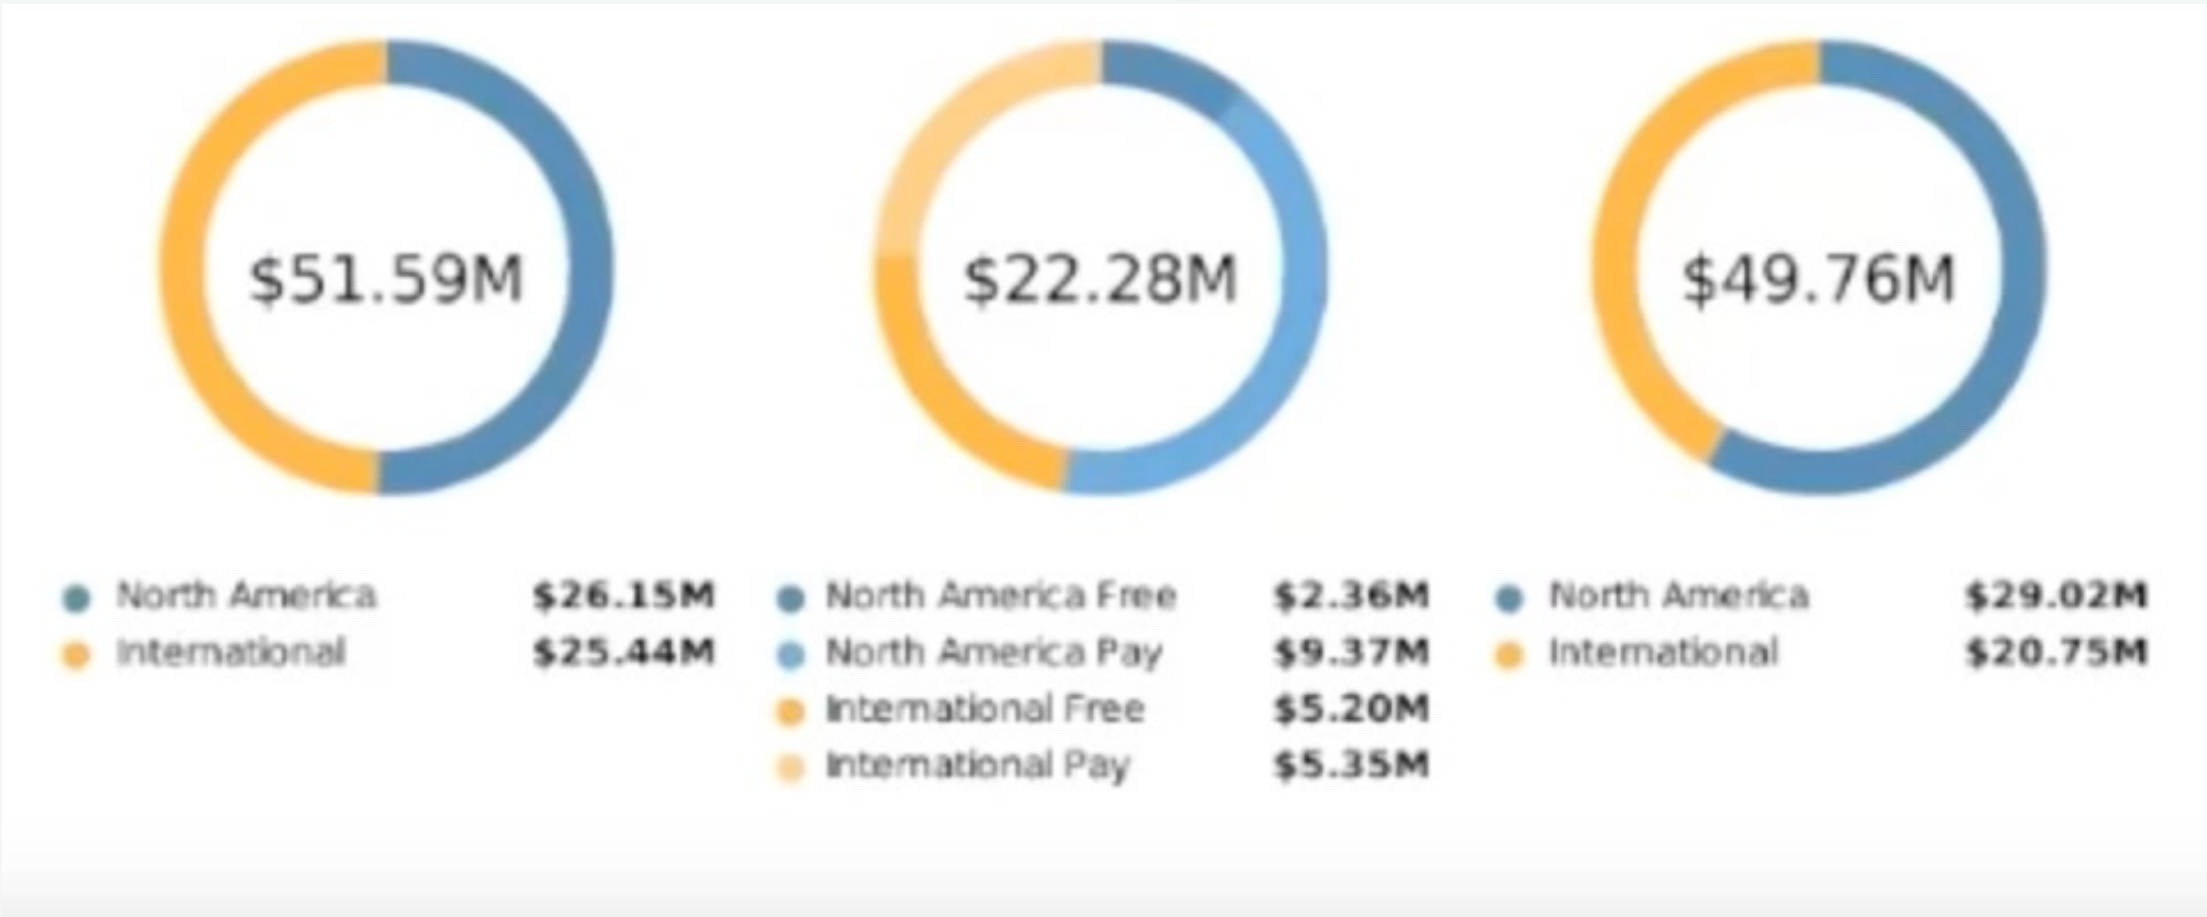 $51.59M
$22.28M
$49.76M
North America $26.15M
International $25.44M
North America Free $2.36M
North America Pay $9.37M
International Free $5.20M
International Pay $5.35M
North America $29.02M
International $20.75M